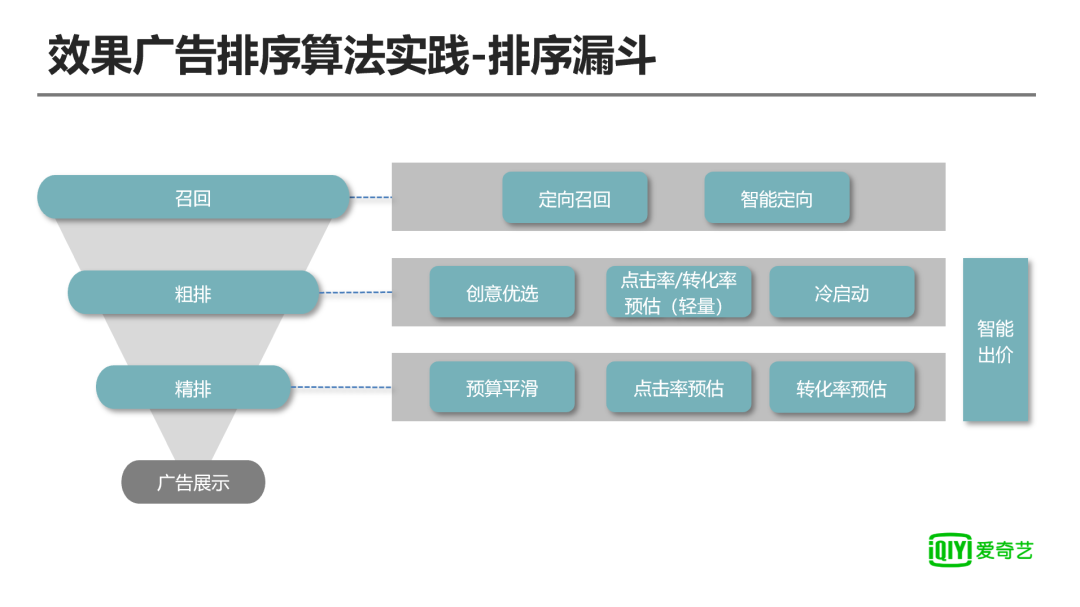 效果广告排序算法实践-排序漏斗
召回
定向召回
智能定向
粗排
创意优选
点击率/转化率
预估（轻量）
冷启动
智能
出价
精排
预算平滑
点击率预估
转化率预估
广告展示
iQIYI 爱奇艺